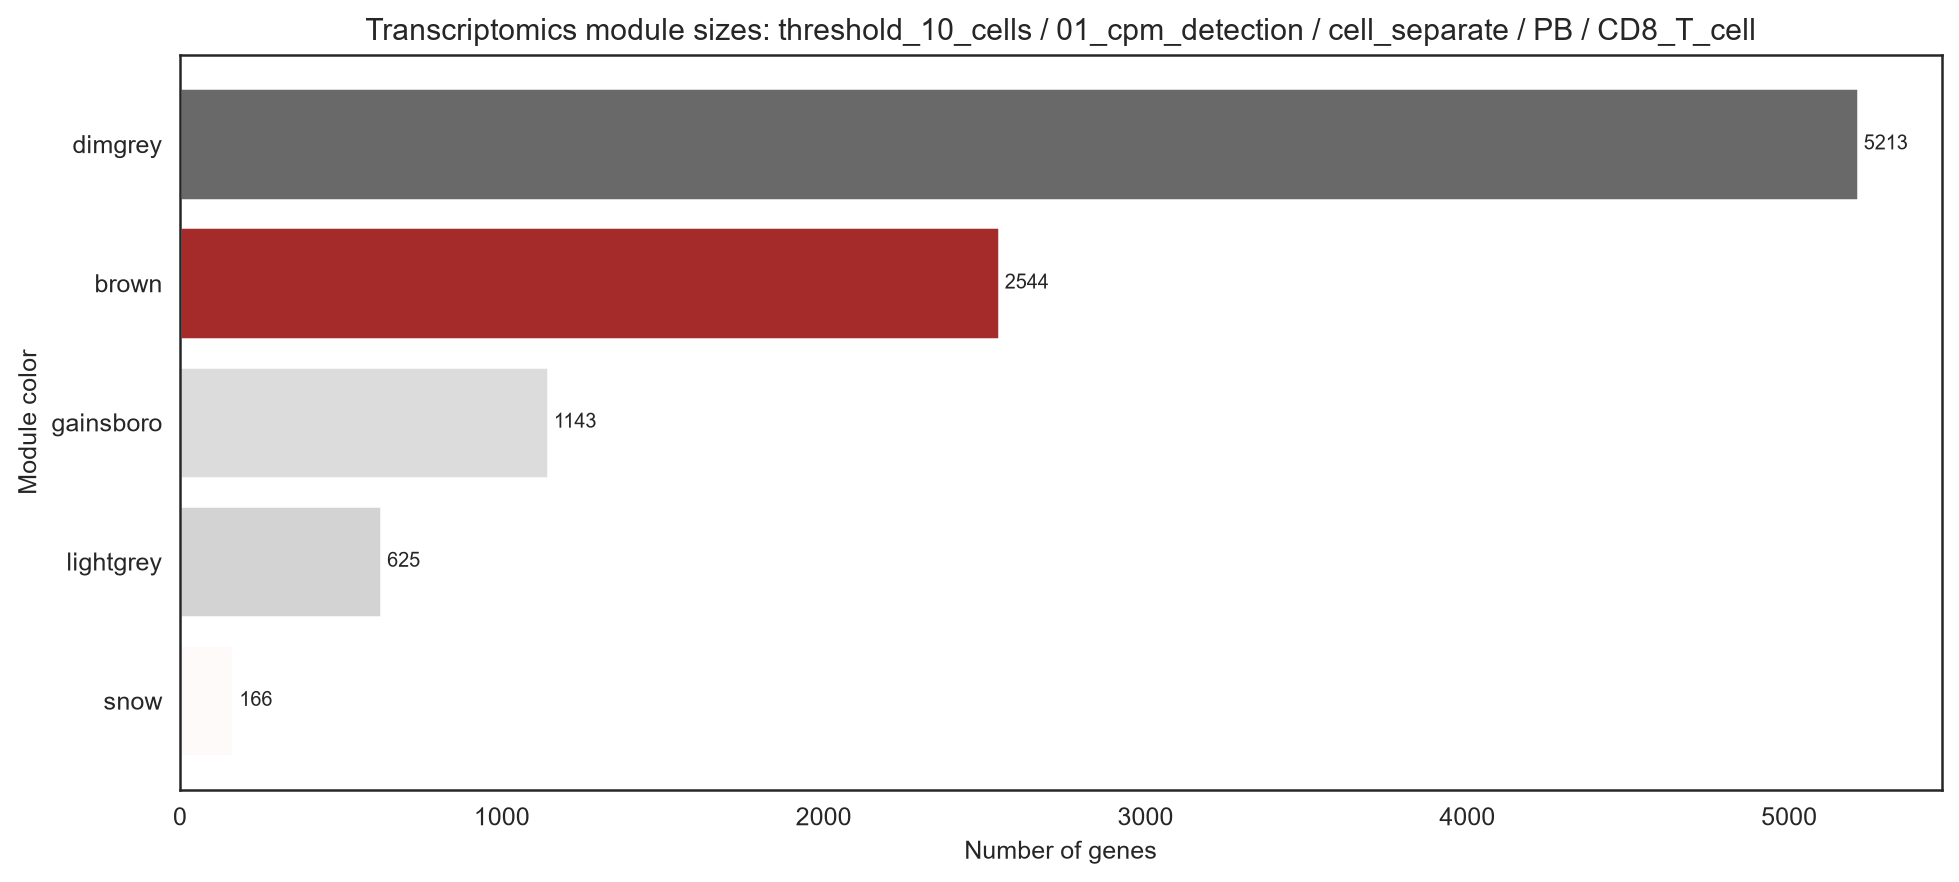 Transcriptomics module sizes: threshold_10_cells / 01_cpm_detection / cell_separate / PB / CD8_T_cell
Module color
dimgrey
5213
brown
2544
gainsboro
1143
lightgrey
625
snow
166
0 1000 2000 3000 4000 5000
Number of genes